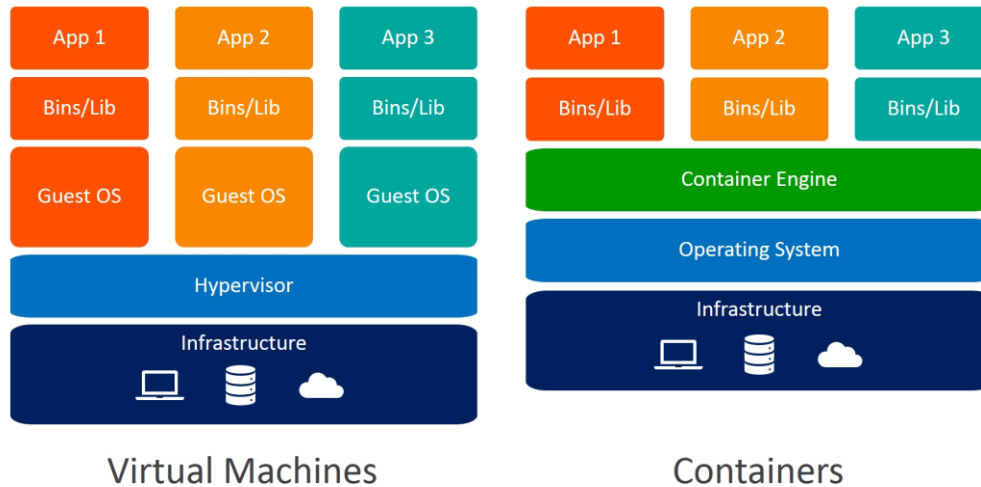 App 1
App 2
App 3
Bins/Lib
Bins/Lib
Bins/Lib
Guest OS
Guest OS
Guest OS
Hypervisor
Infrastructure
Virtual Machines
App 1
App 2
App 3
Bins/Lib
Bins/Lib
Bins/Lib
Container Engine
Operating System
Infrastructure
Containers